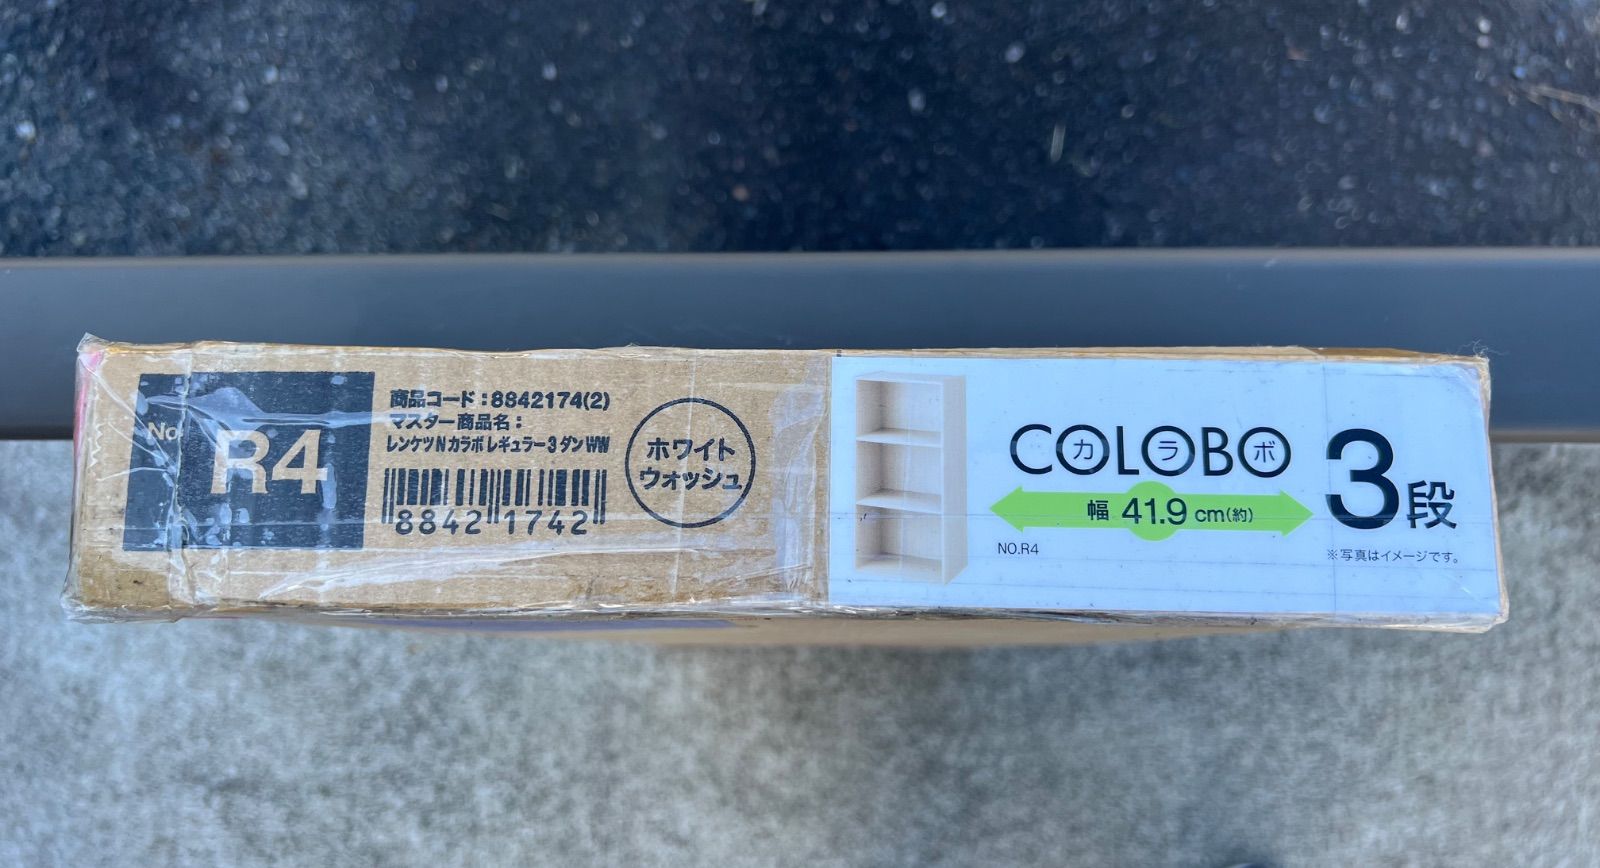 No.
R4
商品コード:8842174(2)
マスター商品名:
レンケツNカラボレギュラー3ダンWW
8842 1742
ホワイト
ウォッシュ
COLOBO
カラボ
幅 41.9 cm(約)
3段
NO.R4
※写真はイメージです。